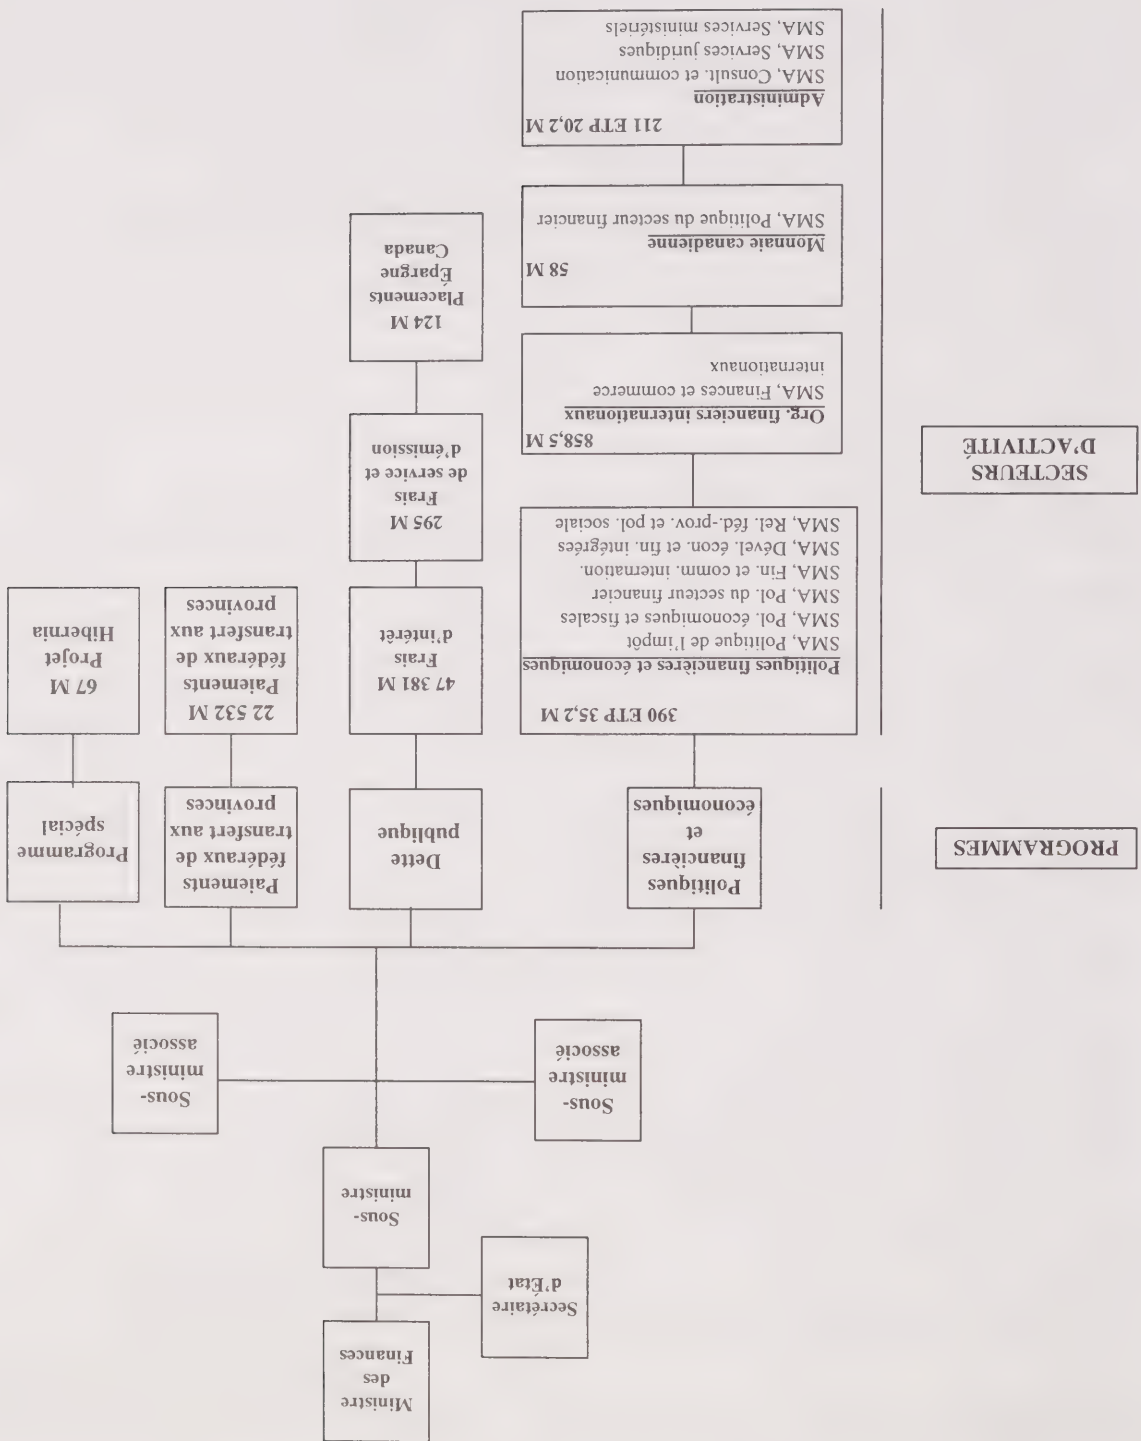 Ministre
des
Finances
Secrétaire
d'État
Sous-
ministre
Sous-
ministre
associé
Sous-
ministre
associé
PROGRAMMES
Politiques
financières
et
économiques
Dette
publique
Paiements
fédéraux de
transfert aux
provinces
Programme
spécial
SECTEURS
D'ACTIVITÉ
390 ETP 35,2 M
Politiques financières et économiques
SMA, Politique de l'impôt
SMA, Pol. économiques et fiscales
SMA, Pol. du secteur financier
SMA, Fin. et comm. internation.
SMA, Dével. écon. et fin. intégrées
SMA, Rel. féd.-prov. et pol. sociale
858,5 M
Org. financiers internationaux
SMA, Finances et commerce
internationaux
58 M
Monnaie canadienne
SMA, Politique du secteur financier
211 ETP 20,2 M
Administration
SMA, Consult. et communication
SMA, Services juridiques
SMA, Services ministériels
47 381 M
Frais
d'intérêt
295 M
Frais
de service et
d'émission
124 M
Placements
Épargne
Canada
22 532 M
Paiements
fédéraux de
transfert aux
provinces
67 M
Projet
Hibernia